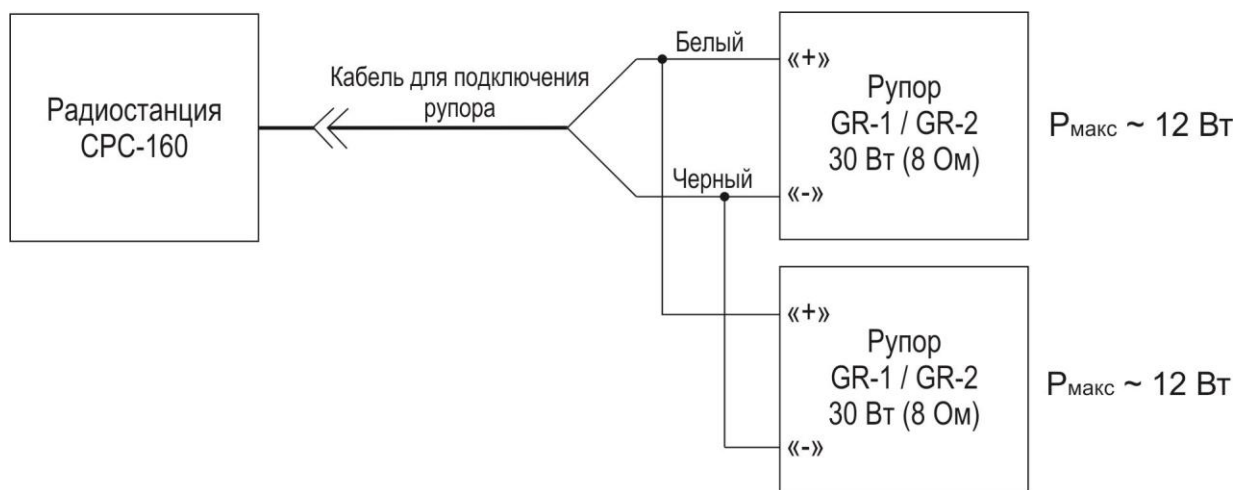 Радиостанция
СРС-160
Кабель для подключения
рупора
Белый
Черный
«+»
Рупор
GR-1 / GR-2
30 Вт (8 Ом)
«-»
Pмакс ~ 12 Вт
«+»
Рупор
GR-1 / GR-2
30 Вт (8 Ом)
«-»
Pмакс ~ 12 Вт